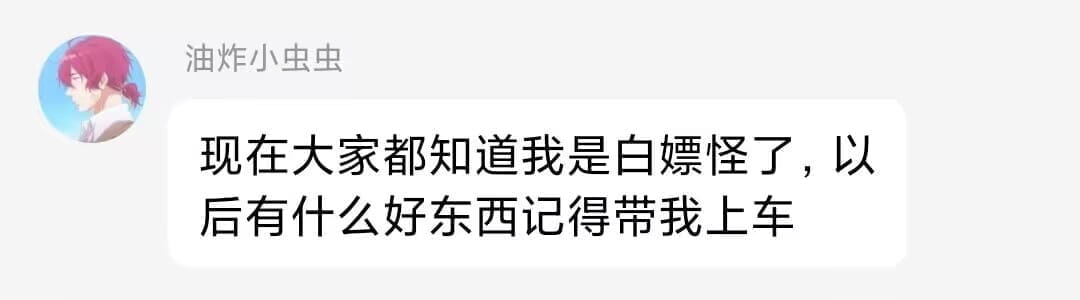 油炸小虫虫
现在大家都知道我是白嫖怪了，以
后有什么好东西记得带我上车